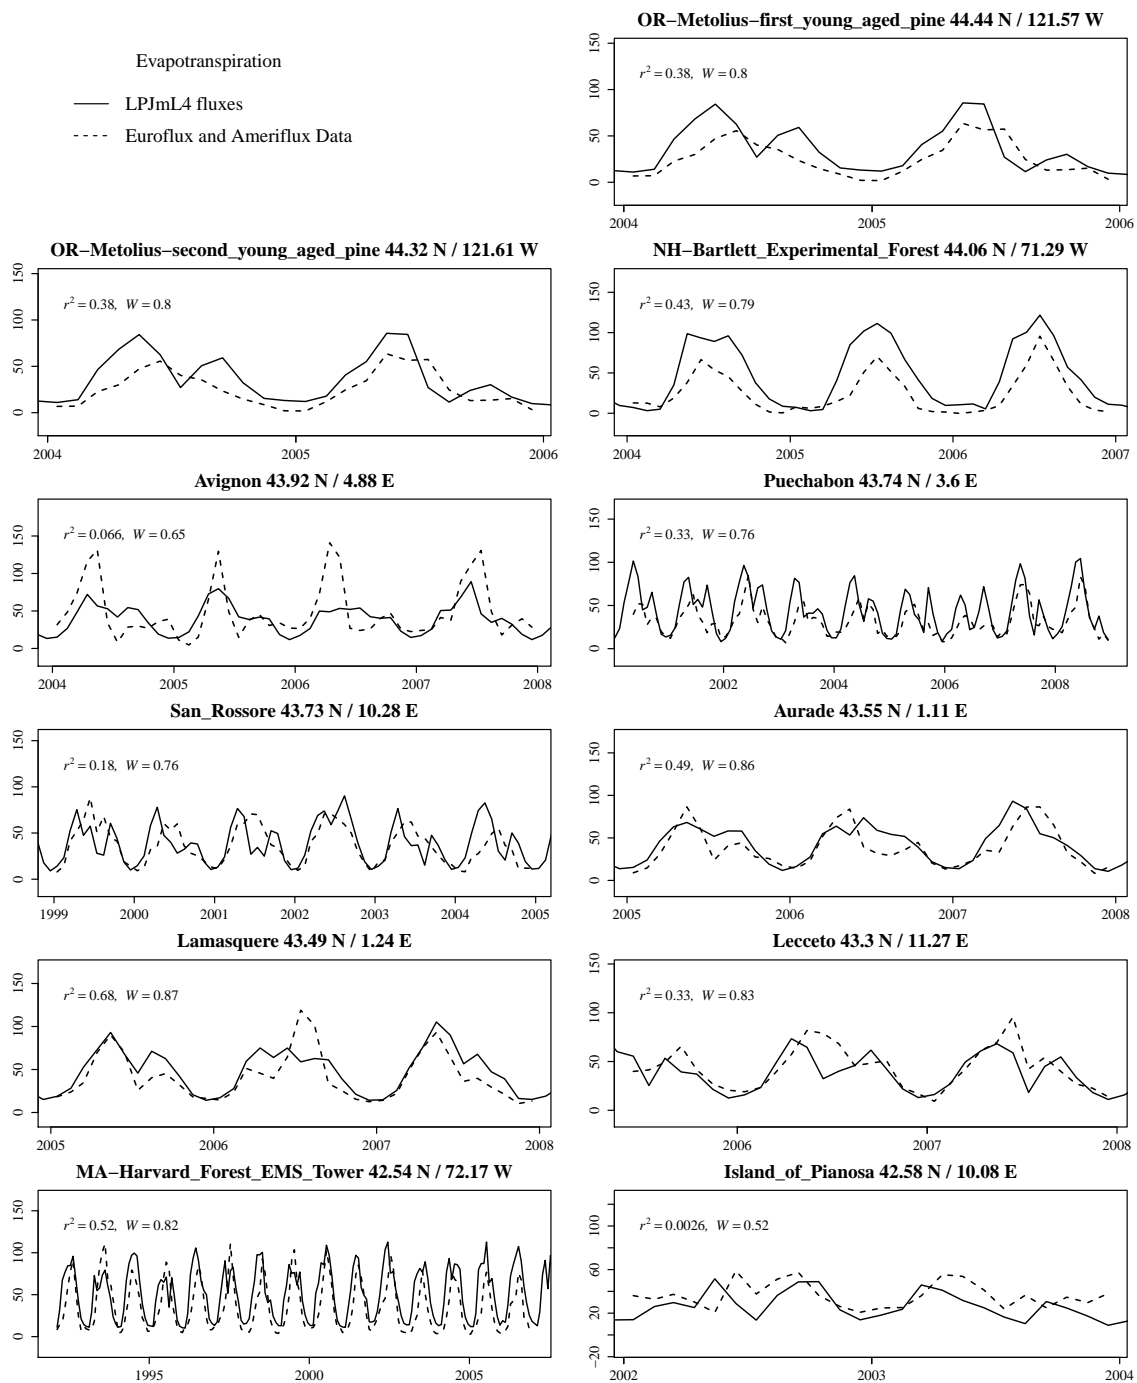 OR−Metolius−first_young_aged_pine 44.44 N / 121.57 W
Evapotranspiration
LPJmL4 fluxes
Euroflux and Ameriflux Data
r² = 0.38, W = 0.8
0 50 100 150
2004 2005 2006
OR−Metolius−second_young_aged_pine 44.32 N / 121.61 W
r² = 0.38, W = 0.8
0 50 100 150
2004 2005 2006
NH−Bartlett_Experimental_Forest 44.06 N / 71.29 W
r² = 0.43, W = 0.79
0 50 100 150
2004 2005 2006 2007
Avignon 43.92 N / 4.88 E
r² = 0.066, W = 0.65
0 50 100 150
2004 2005 2006 2007 2008
Puechabon 43.74 N / 3.6 E
r² = 0.33, W = 0.76
0 50 100 150
2002 2004 2006 2008
San_Rossore 43.73 N / 10.28 E
r² = 0.18, W = 0.76
0 50 100 150
1999 2000 2001 2002 2003 2004 2005
Aurade 43.55 N / 1.11 E
r² = 0.49, W = 0.86
0 50 100 150
2005 2006 2007 2008
Lamasquere 43.49 N / 1.24 E
r² = 0.68, W = 0.87
0 50 100 150
2005 2006 2007 2008
Lecceto 43.3 N / 11.27 E
r² = 0.33, W = 0.83
0 50 100 150
2006 2007 2008
MA−Harvard_Forest_EMS_Tower 42.54 N / 72.17 W
r² = 0.52, W = 0.82
0 50 100 150
1995 2000 2005
Island_of_Pianosa 42.58 N / 10.08 E
r² = 0.0026, W = 0.52
−20 20 60 100
2002 2003 2004